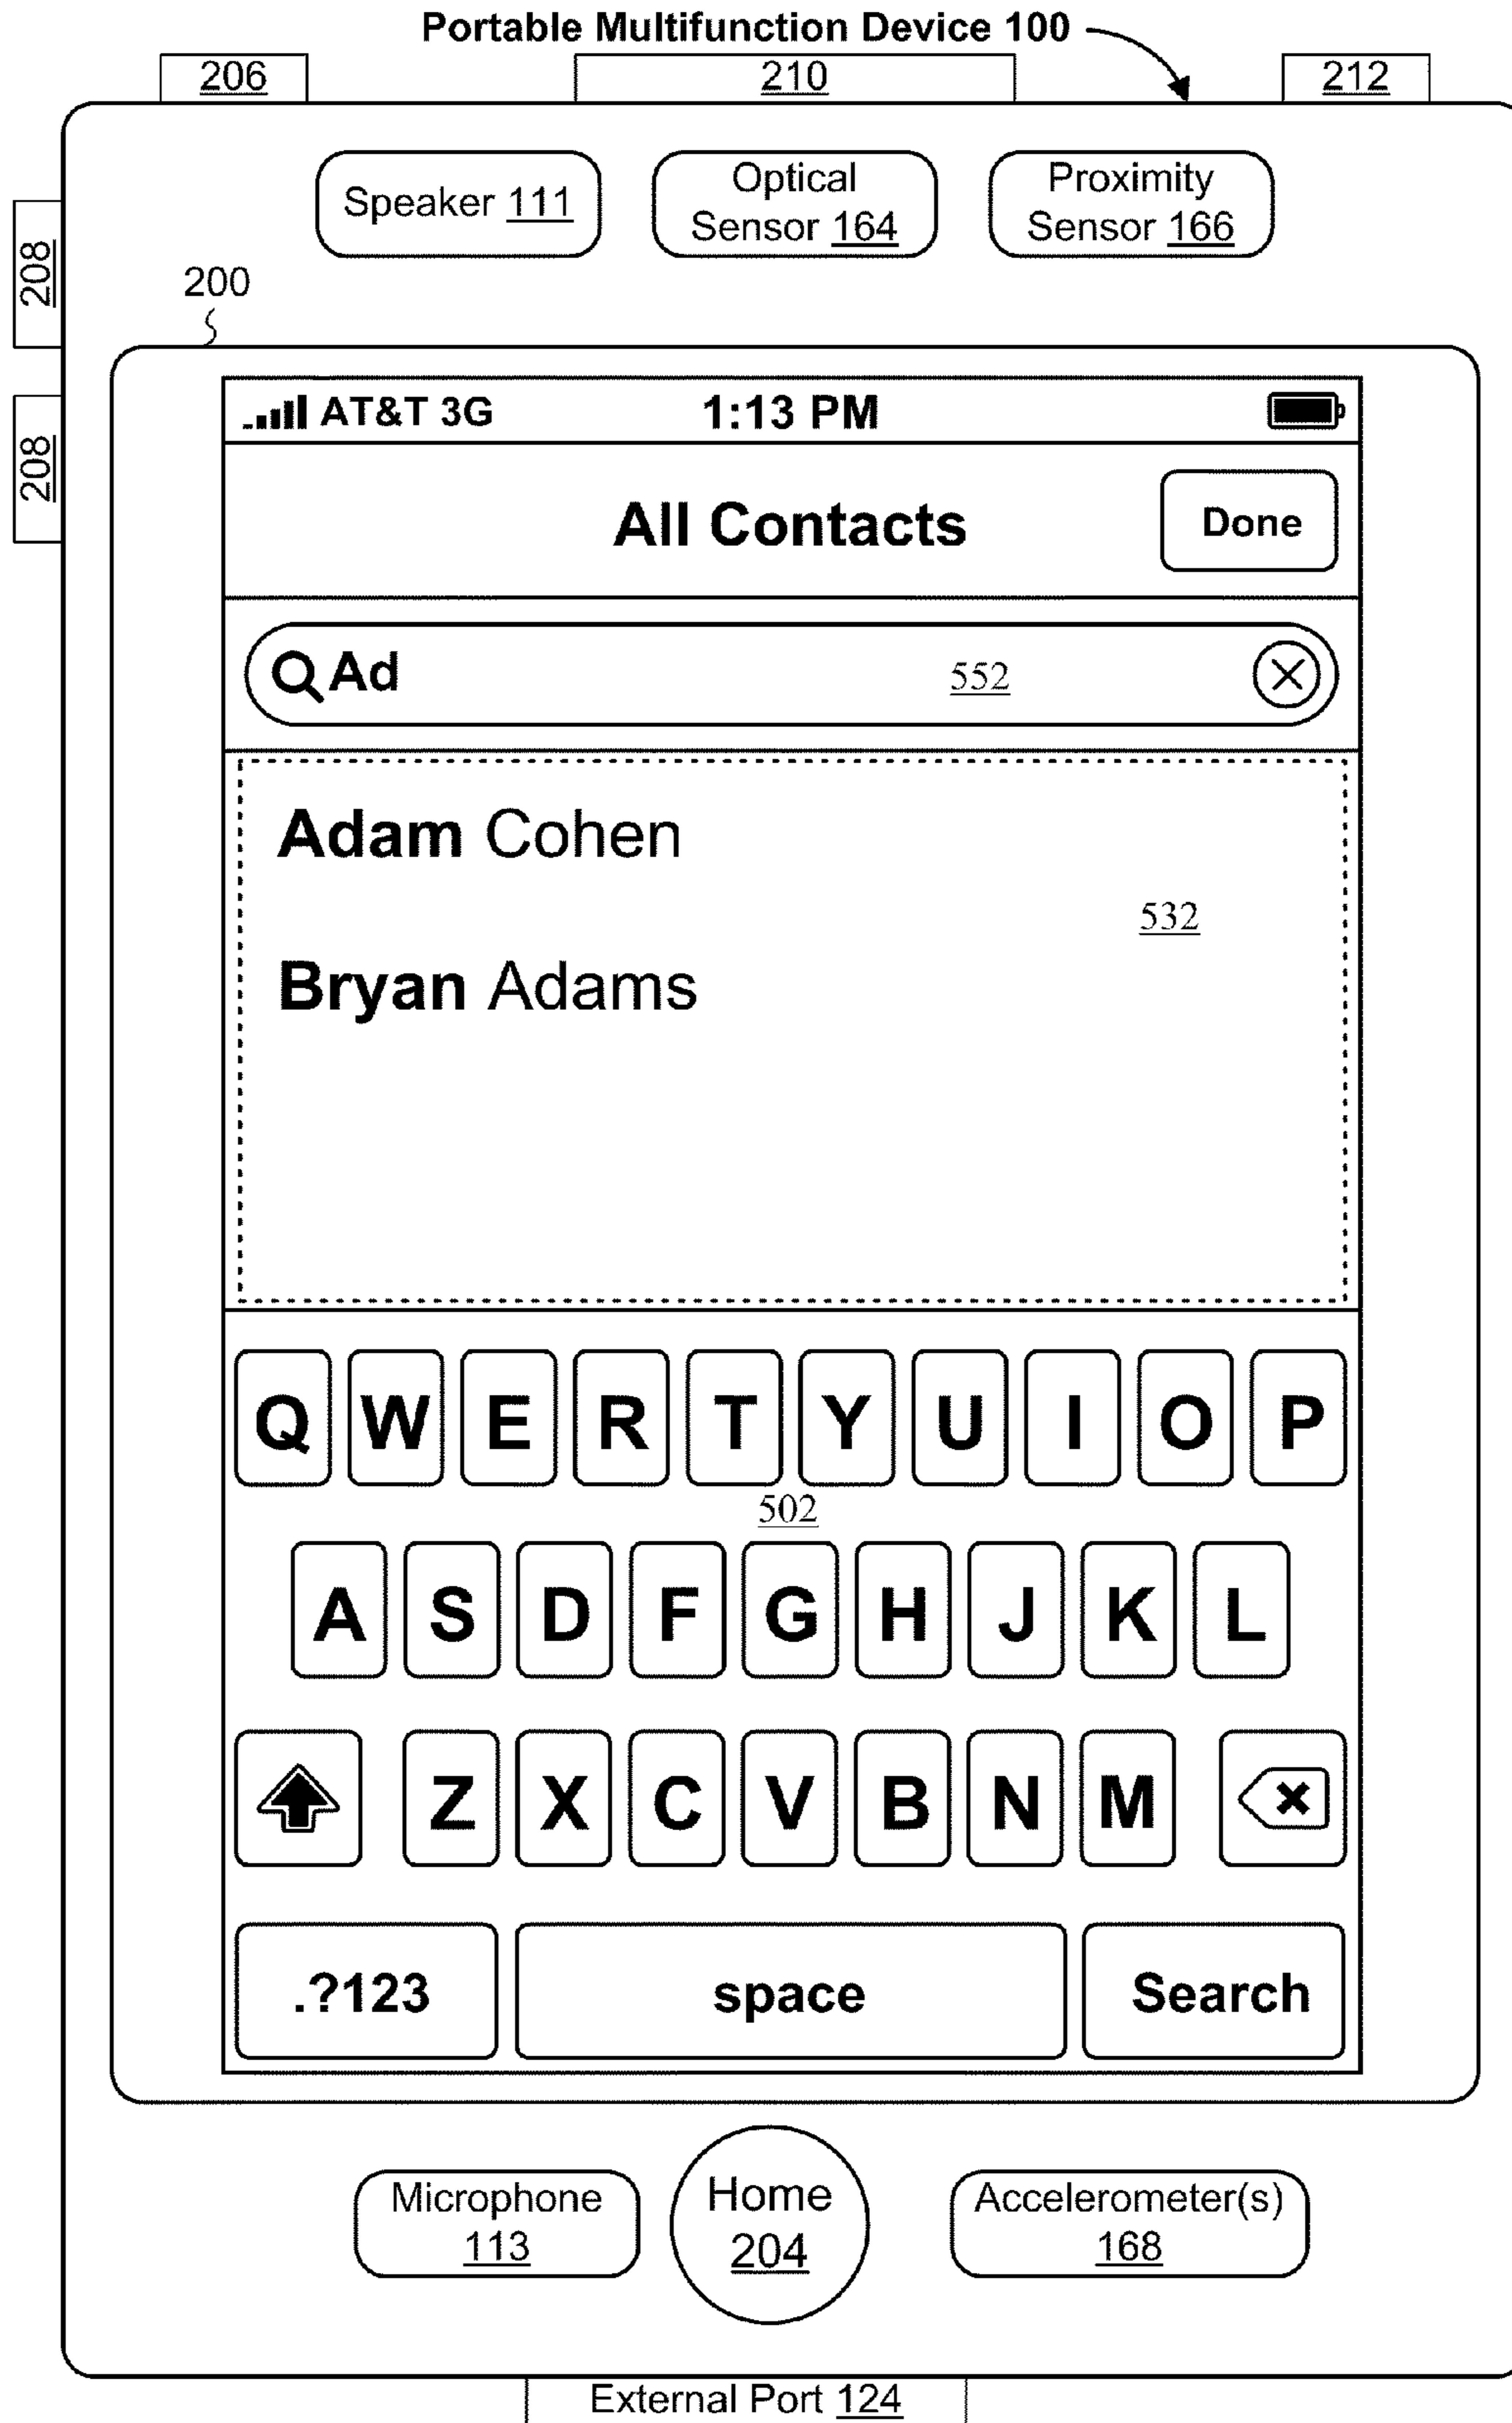 Portable Multifunction Device 100
206
210
212
Speaker 111
Optical
Sensor 164
Proximity
Sensor 166
208
200
208
AT&T 3G 1:13 PM
All Contacts
Done
Ad
552
Adam Cohen
532
Bryan Adams
Q W E R T Y U I O P
502
A S D F G H J K L
Z X C V B N M
.?123 space Search
Microphone
113
Home
204
Accelerometer(s)
168
External Port 124